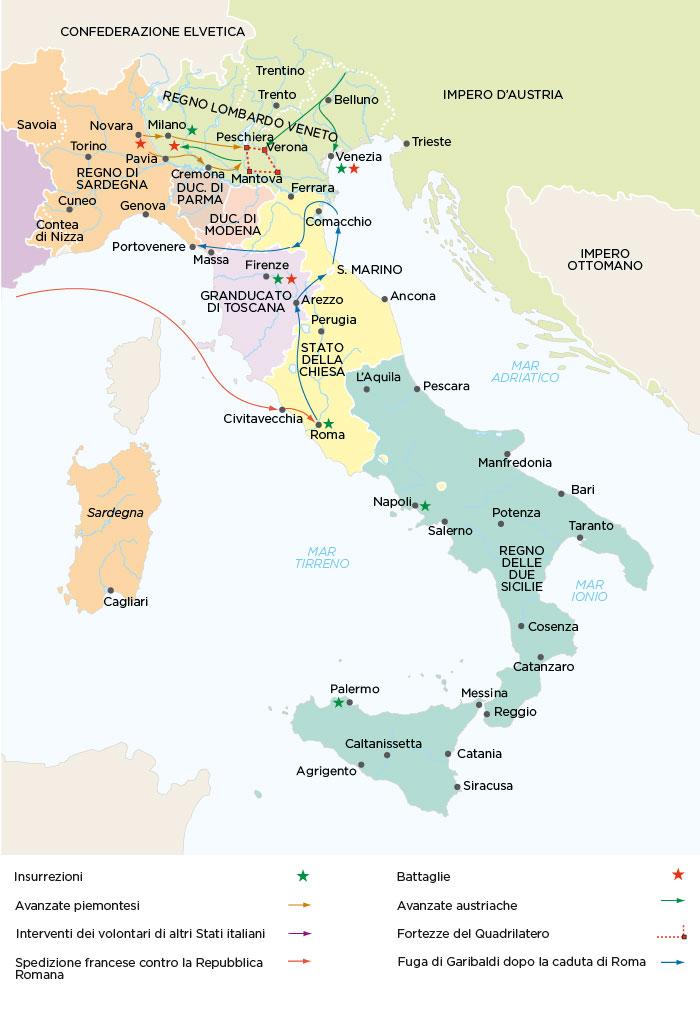 CONFEDERAZIONE ELVETICA
Trentino
IMPERO D'AUSTRIA
Trento
Belluno
REGNO LOMBARDO VENETO
Savoia
Novara
Milano
Peschiera
Verona
Trieste
Torino
Pavia
Venezia
REGNO DI
SARDEGNA
Cremona
Mantova
DUC. DI
PARMA
Ferrara
Cuneo
Genova
DUC. DI
MODENA
Comacchio
Contea
di Nizza
Portovenere
Massa
IMPERO
OTTOMANO
Firenze
S. MARINO
GRANDUCATO
DI TOSCANA
Arezzo
Ancona
Perugia
STATO
DELLA
CHIESA
MAR
ADRIATICO
L'Aquila
Pescara
Civitavecchia
Roma
Manfredonia
Bari
Napoli
Potenza
Taranto
Salerno
Sardegna
MAR
TIRRENO
REGNO
DELLE
DUE
SICILIE
MAR
IONIO
Cagliari
Cosenza
Catanzaro
Palermo
Messina
Reggio
Caltanissetta
Catania
Agrigento
Siracusa
Insurrezioni
Avanzate piemontesi
Interventi dei volontari di altri Stati italiani
Spedizione francese contro la Repubblica
Romana
Battaglie
Avanzate austriache
Fortezze del Quadrilatero
Fuga di Garibaldi dopo la caduta di Roma